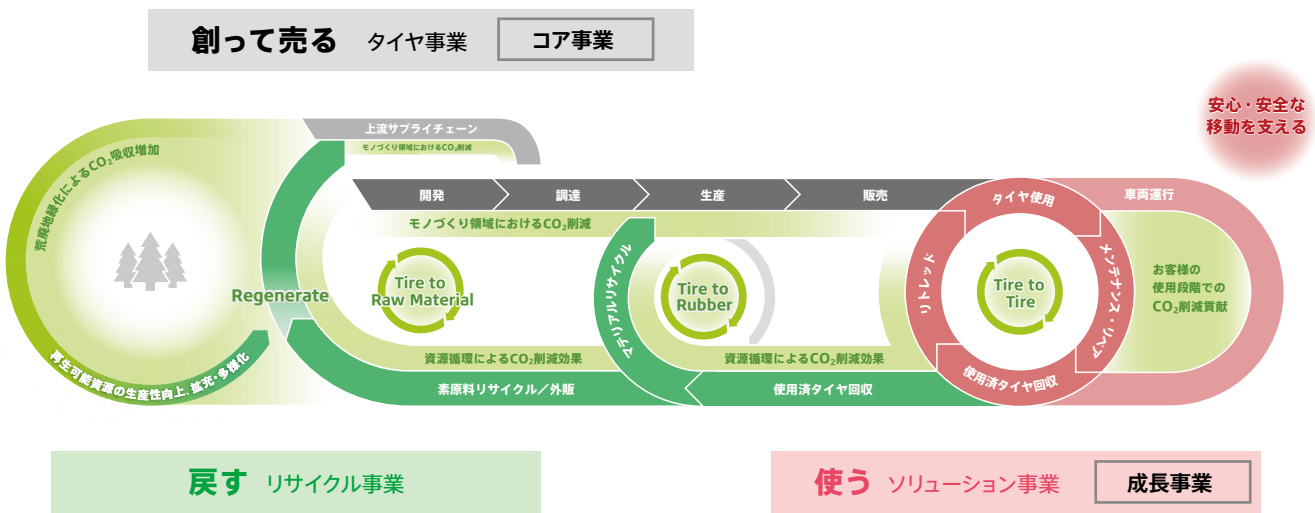 創って売る タイヤ事業 コア事業
安心・安全な
移動を支える
上流サプライチェーン
モノづくり領域におけるCO₂削減
荒廃地緑化によるCO₂吸収増加
開発 調達 生産 販売
タイヤ使用
車両運行
モノづくり領域におけるCO₂削減
マテリアルリサイクル
リトレッド
メンテナンス・リペア
Regenerate
Tire to
Raw Material
Tire to
Rubber
Tire to
Tire
お客様の
使用段階での
CO₂削減貢献
資源循環によるCO₂削減効果
資源循環によるCO₂削減効果
再生可能資源の生産性向上、拡充・多様化
素原料リサイクル／外販
使用済タイヤ回収
使用済タイヤ回収
戻す リサイクル事業
使う ソリューション事業 成長事業